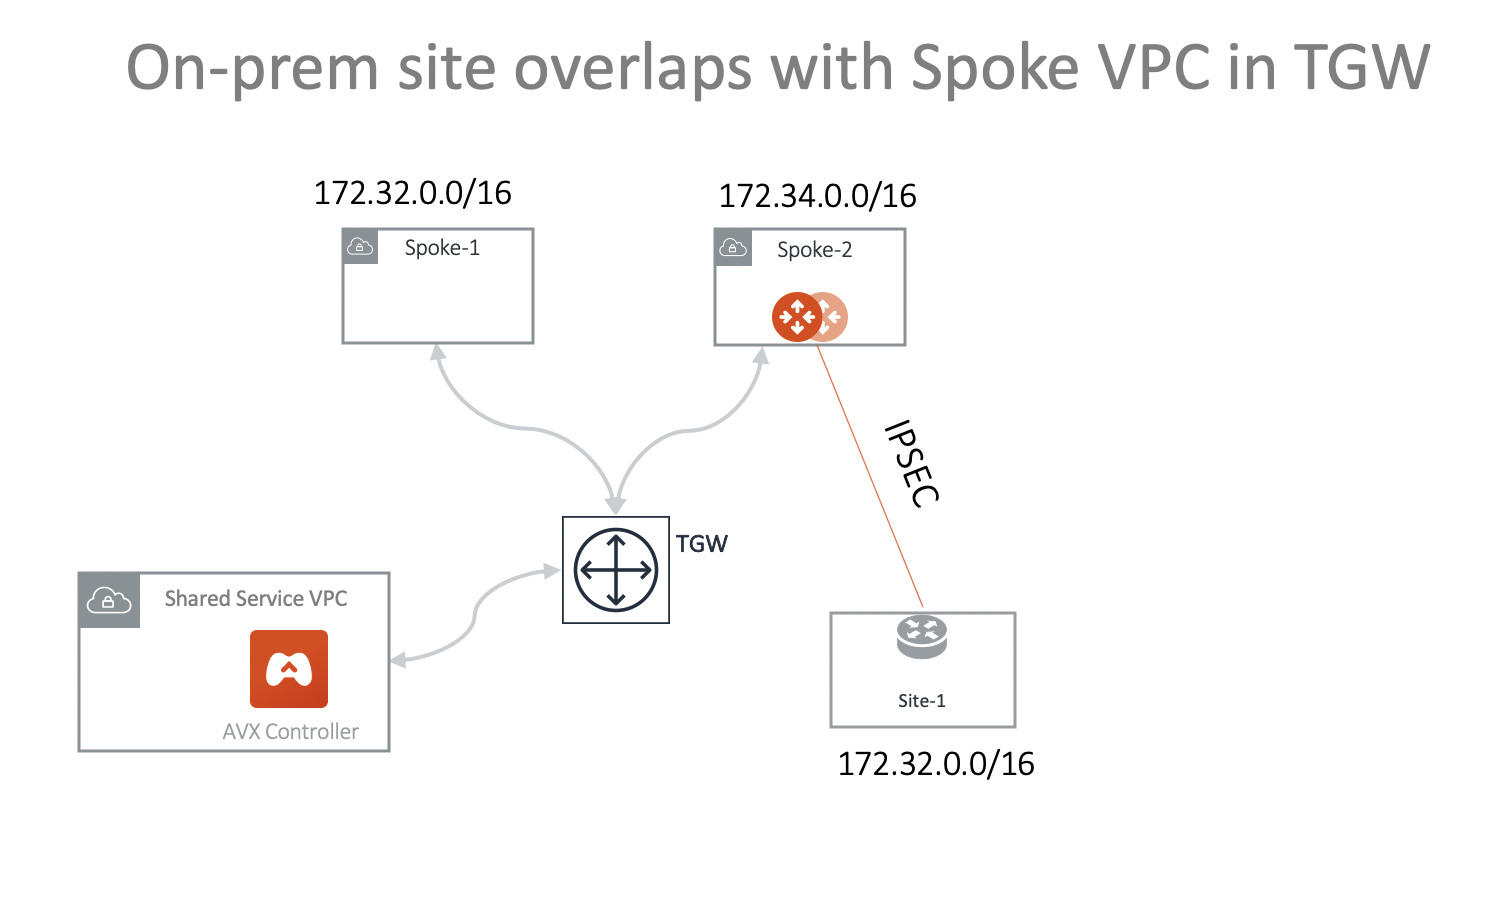 On-prem site overlaps with Spoke VPC in TGW
172.32.0.0/16
172.34.0.0/16
Spoke-1
Spoke-2
IPSEC
TGW
Shared Service VPC
AVX Controller
Site-1
172.32.0.0/16